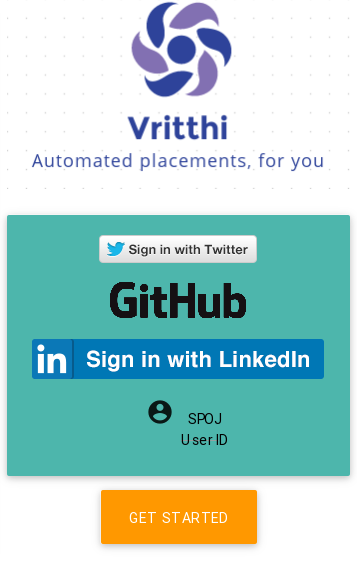 Vritthi
Automated placements, for you
Sign in with Twitter
GitHub
in Sign in with LinkedIn
SPOJ
User ID
GET STARTED